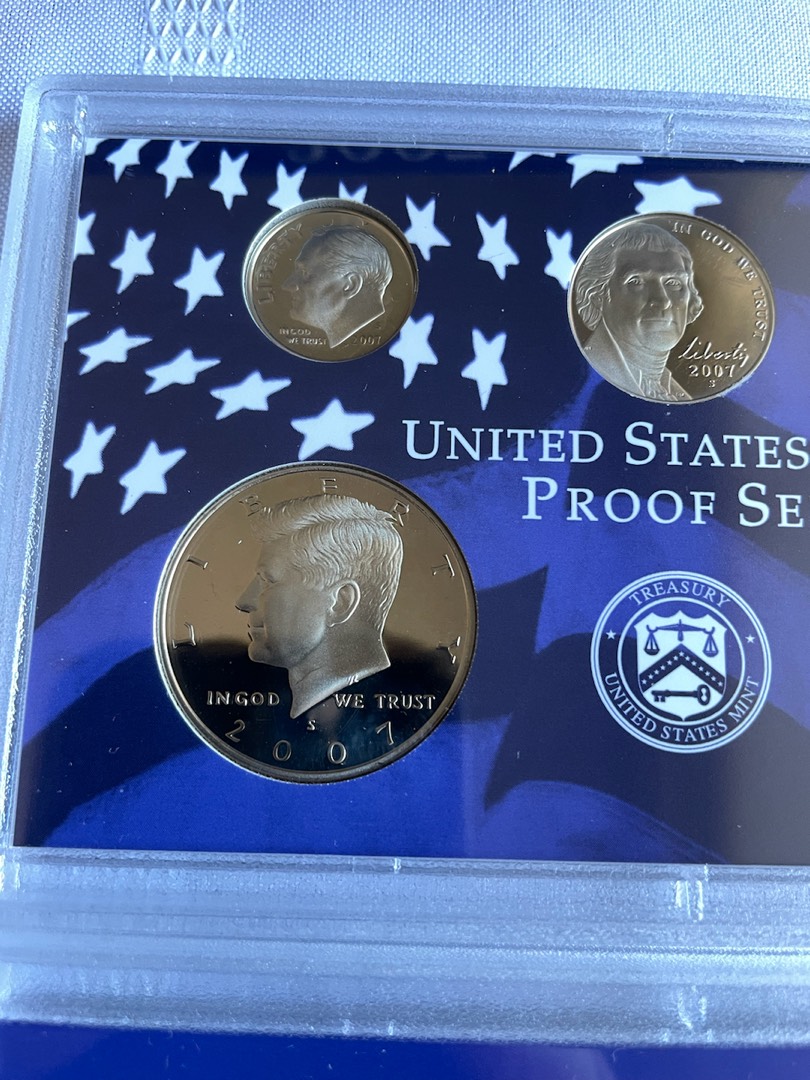 LIBERTY
IN GOD
WE TRUST
2007
IN GOD WE TRUST
Liberty
2007
S
UNITED STATES
PROOF SE
LIBERTY
IN GOD WE TRUST
S
2007
TREASURY
UNITED STATES MINT